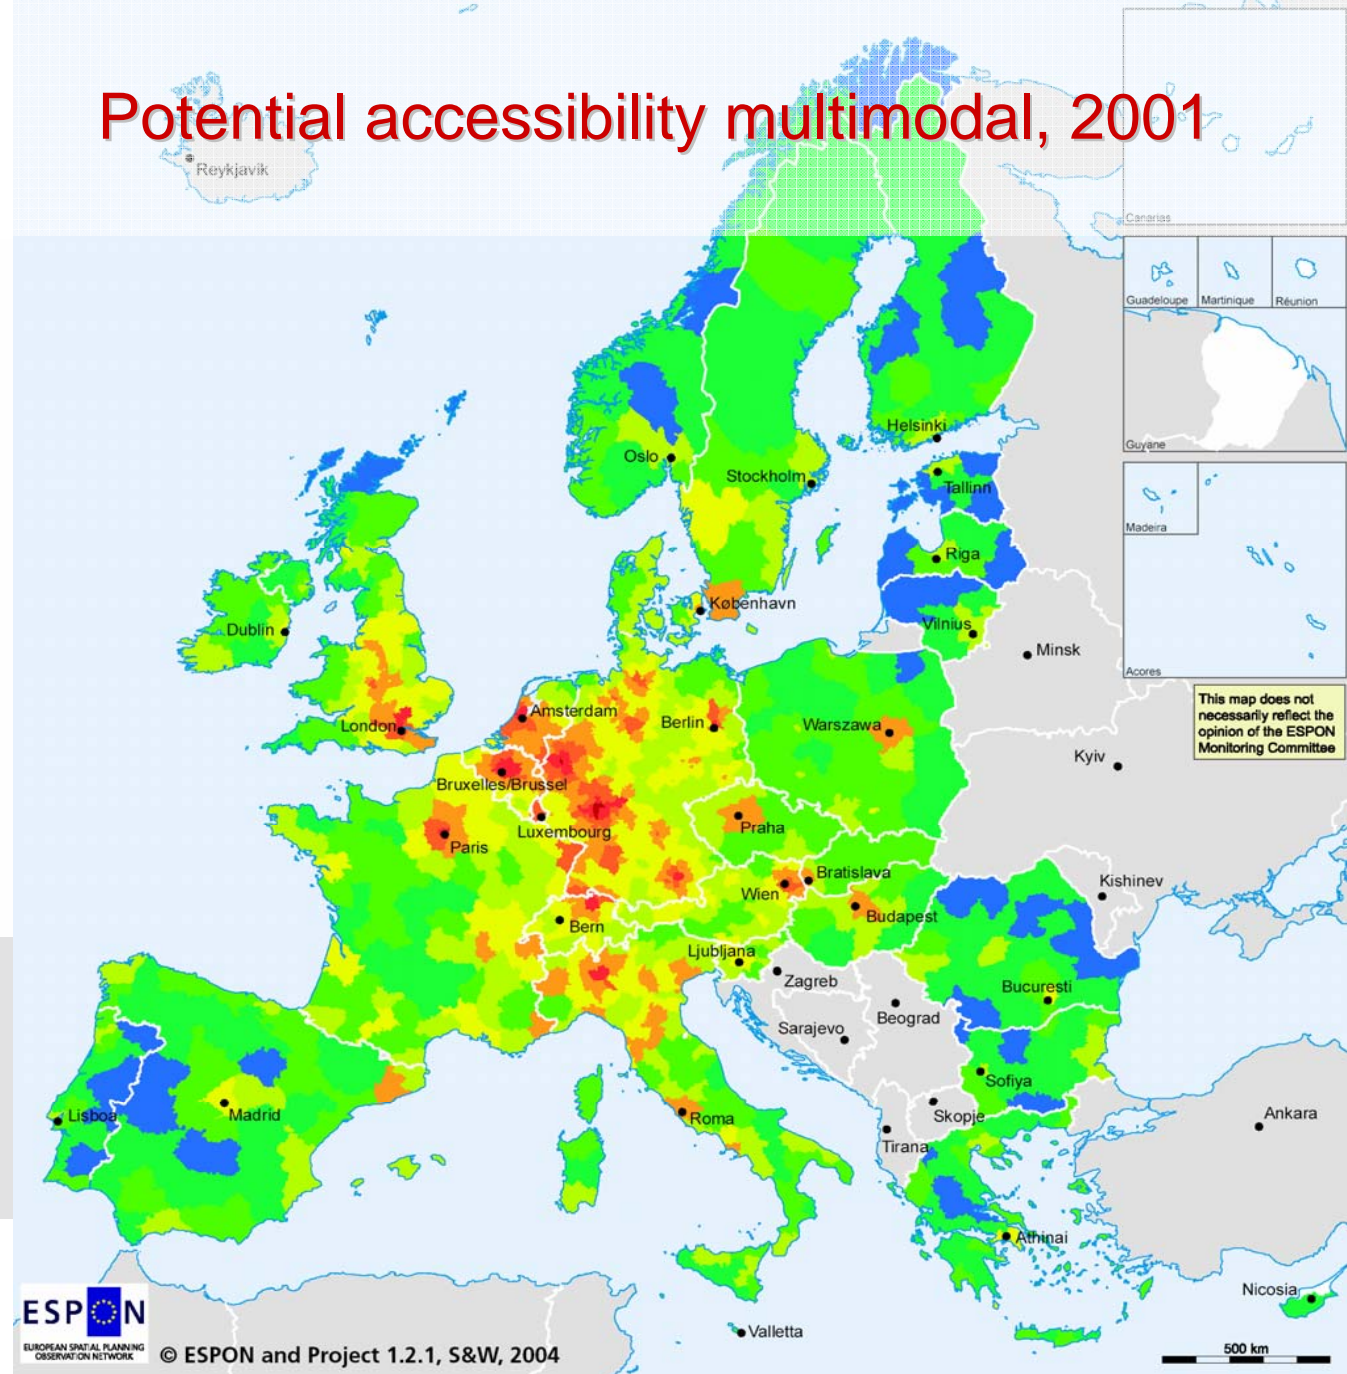 Potential accessibility multimodal, 2001
Reykjavik
Canarias
Guadeloupe
Martinique
Réunion
Guyane
Madeira
Acores
This map does not
necessarily reflect the
opinion of the ESPON
Monitoring Committee
Helsinki
Oslo
Stockholm
Tallinn
Riga
København
Vilnius
Dublin
Minsk
Amsterdam
London
Berlin
Warszawa
Kyiv
Bruxelles/Brussel
Luxembourg
Paris
Praha
Bratislava
Wien
Kishinev
Budapest
Bern
Ljubljana
Zagreb
Bucuresti
Beograd
Sarajevo
Sofiya
Skopje
Lisboa
Madrid
Roma
Ankara
Tirana
Athinai
Nicosia
Valletta
ESPON
EUROPEAN SPATIAL PLANNING
OBSERVATION NETWORK
© ESPON and Project 1.2.1, S&W, 2004
500 km